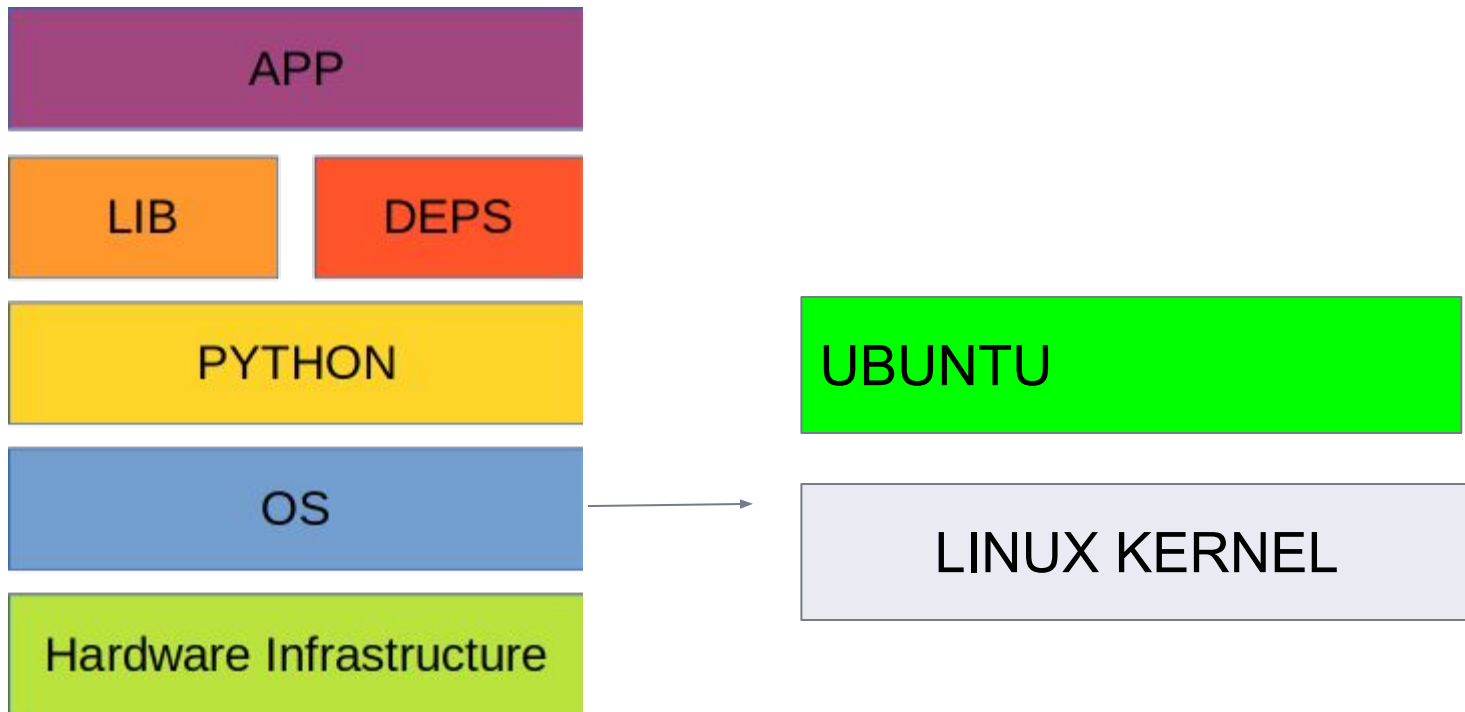 APP
LIB
DEPS
PYTHON
OS
Hardware Infrastructure
UBUNTU
LINUX KERNEL